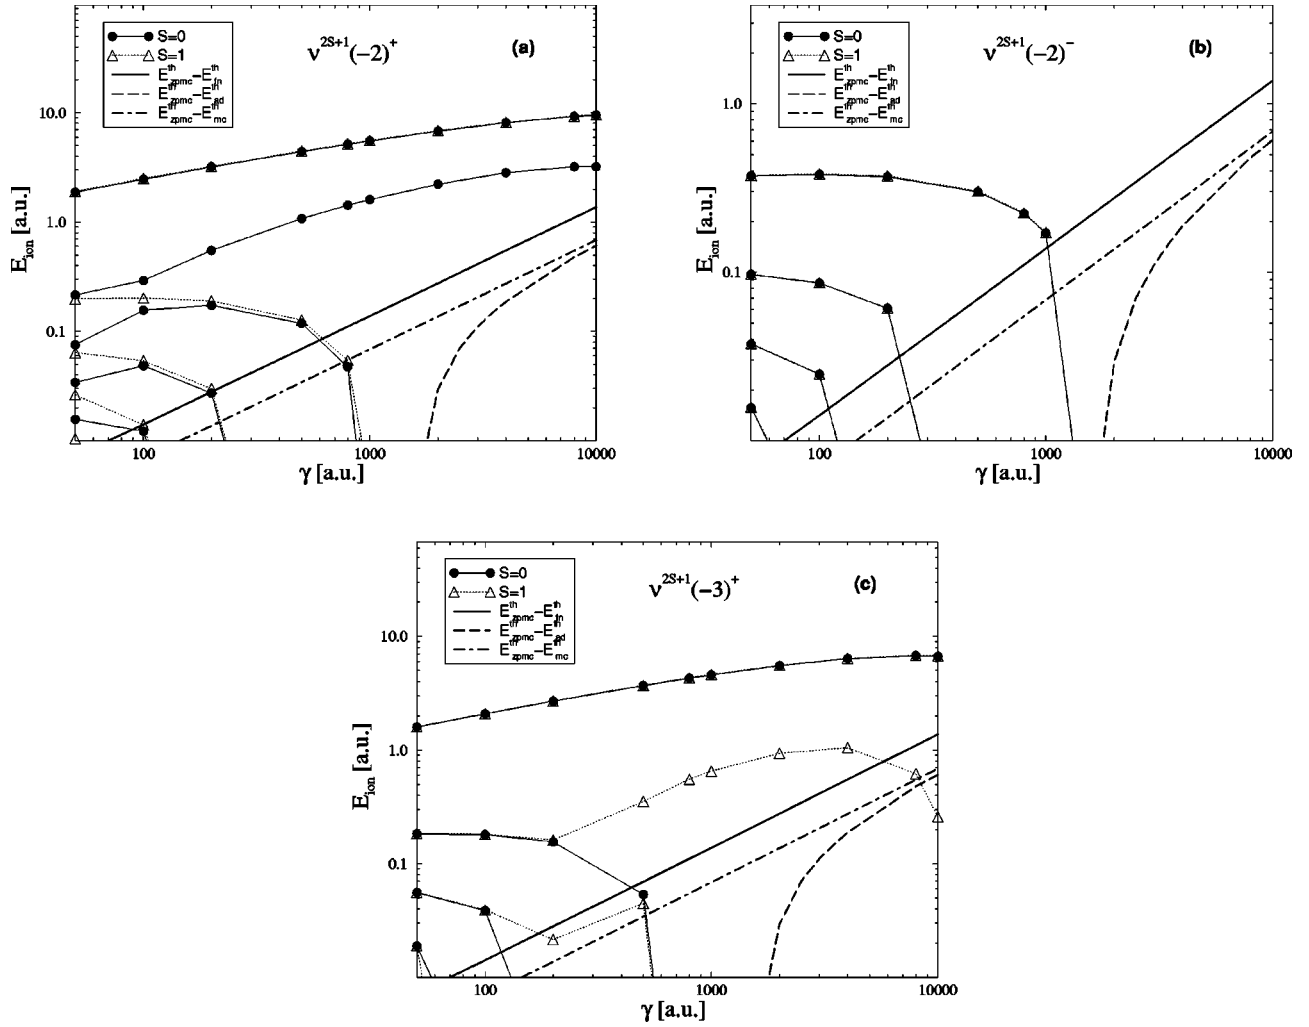 S=0
S=1
E^th_zpmc−E^th_fn
E^th_zpmc−E^th_ad
E^th_zpmc−E^th_mc
ν^2S+1(−2)^+
(a)
10.0
1.0
0.1
E_ion [a.u.]
100
1000
10000
γ [a.u.]
S=0
S=1
E^th_zpmc−E^th_fn
E^th_zpmc−E^th_ad
E^th_zpmc−E^th_mc
ν^2S+1(−2)^−
(b)
1.0
0.1
E_ion [a.u.]
100
1000
10000
γ [a.u.]
S=0
S=1
E^th_zpmc−E^th_fn
E^th_zpmc−E^th_ad
E^th_zpmc−E^th_mc
ν^2S+1(−3)^+
(c)
10.0
1.0
0.1
E_ion [a.u.]
100
1000
10000
γ [a.u.]